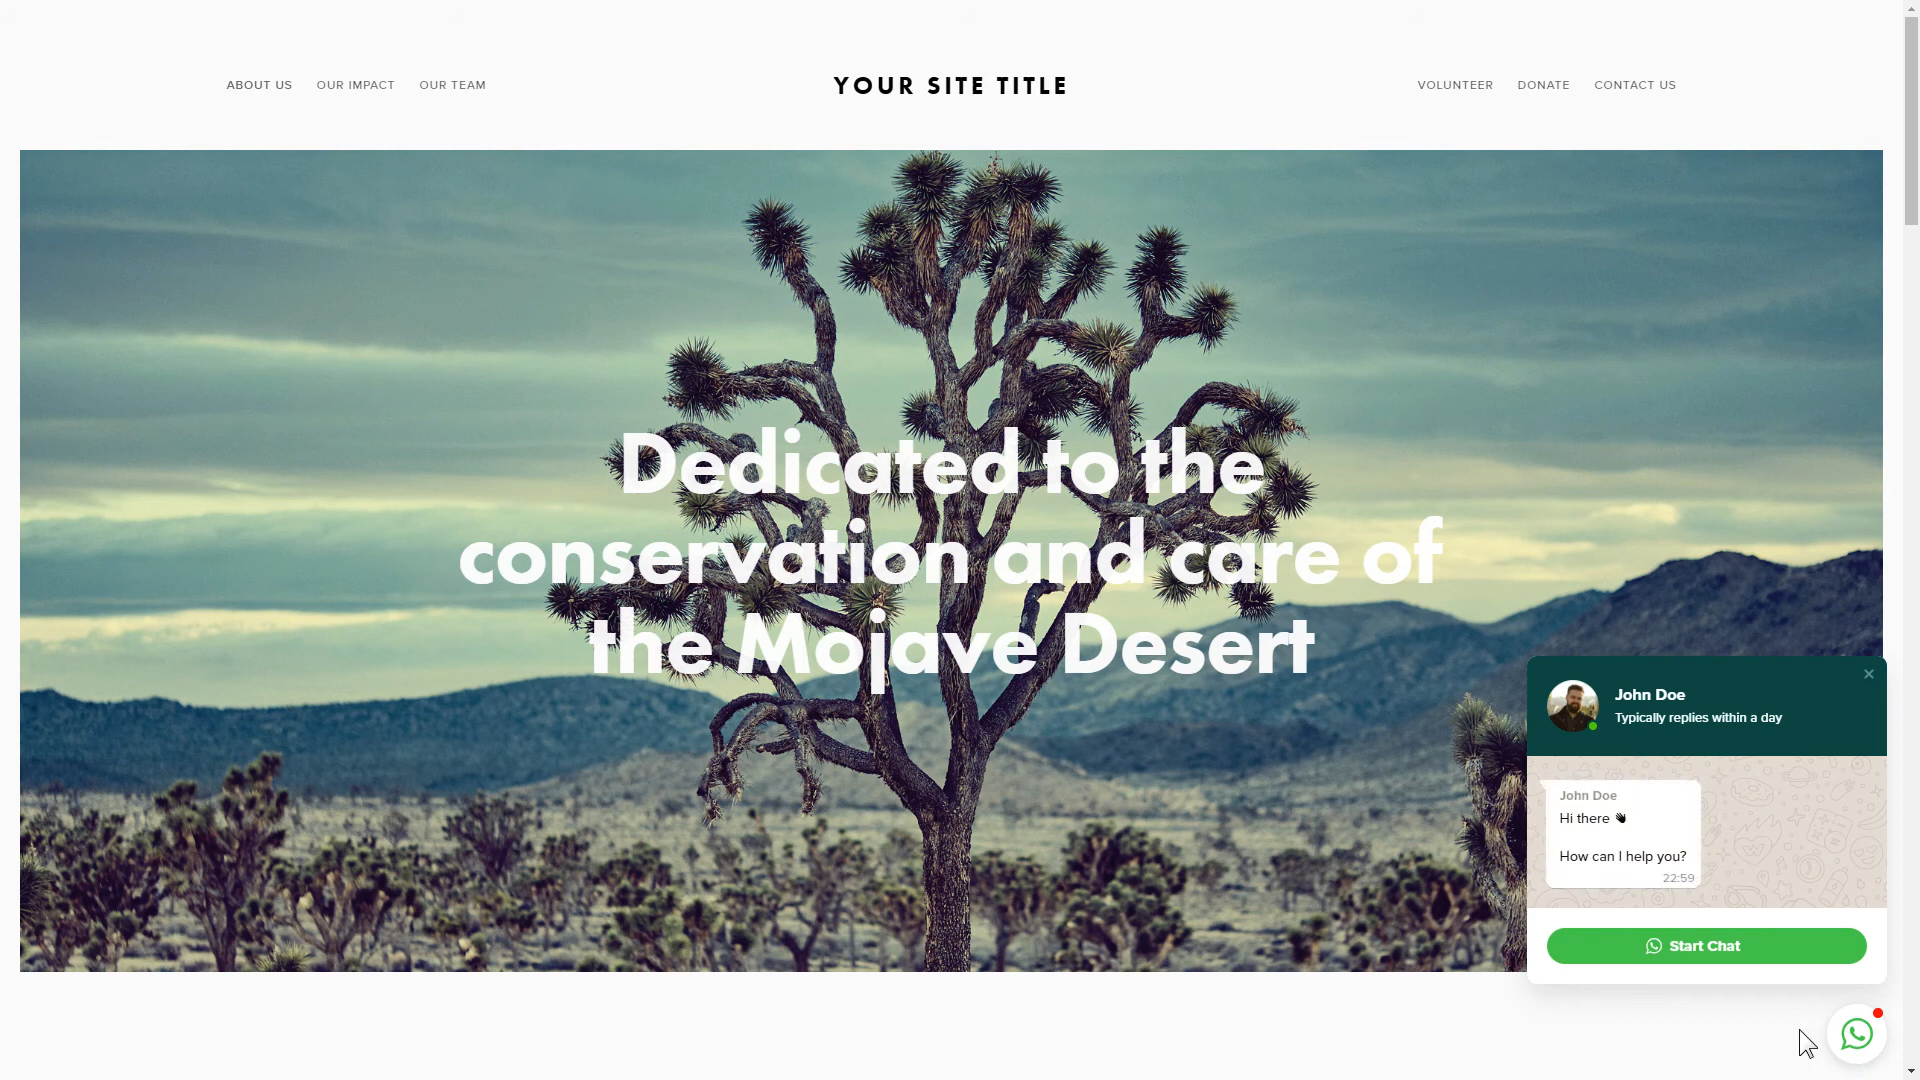 ABOUT US OUR IMPACT OUR TEAM YOUR SITE TITLE VOLUNTEER DONATE CONTACT US
Dedicated to the
conservation and care of
the Mojave Desert
John Doe
Typically replies within a day
John Doe
Hi there 👋
How can I help you?
22:59
Start Chat